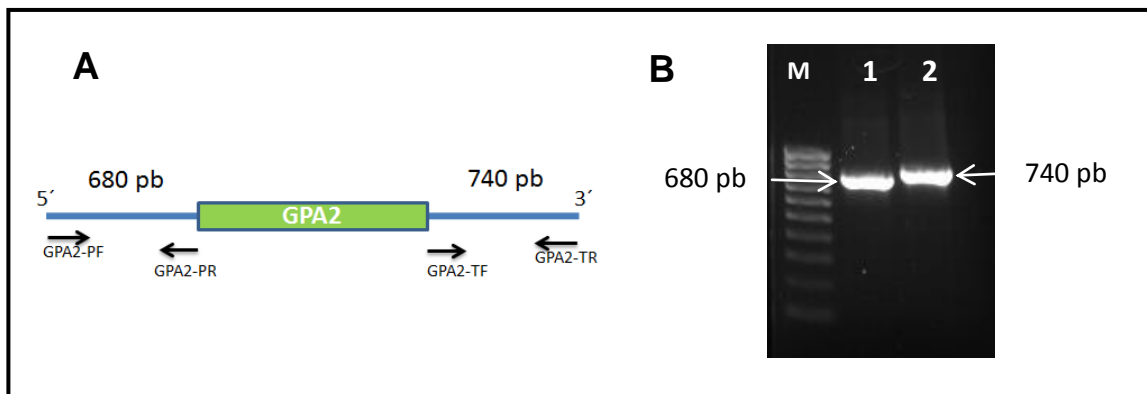 A
680 pb
740 pb
5´
3´
GPA2
GPA2-PF
GPA2-PR
GPA2-TF
GPA2-TR
B
M 1 2
680 pb
740 pb